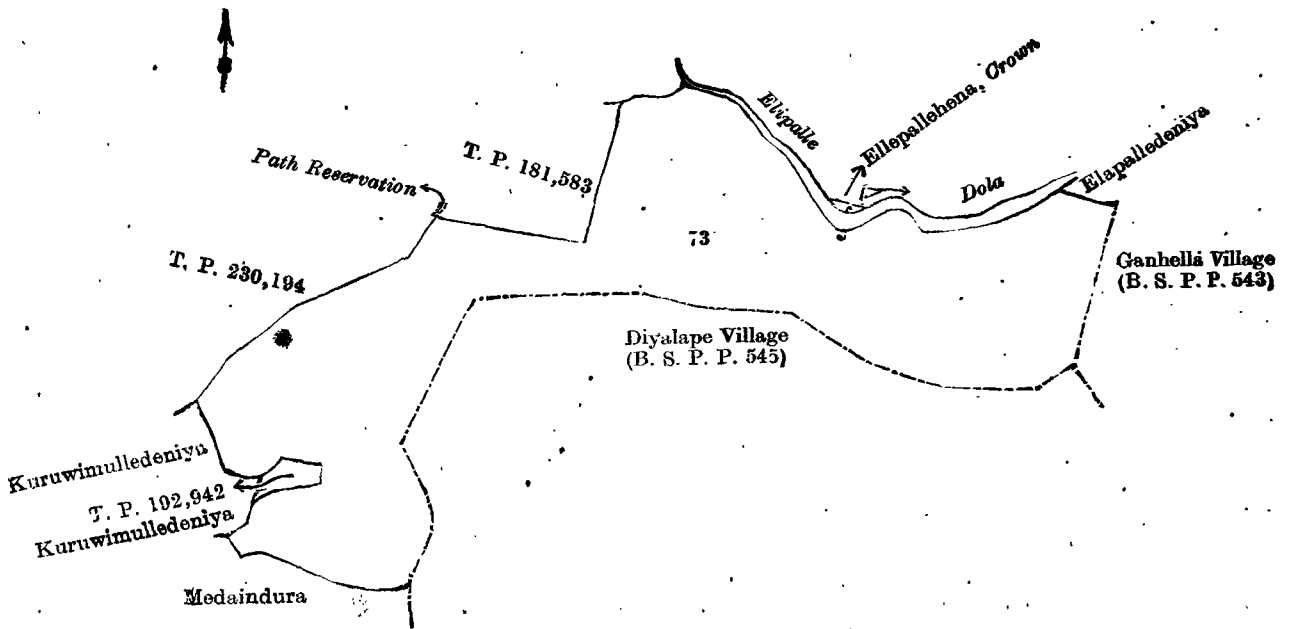 Ellepallehena, Crown
Elipalle
T. P. 181,583
Path Reservation
Dola
Elapalledeniya
73
T. P. 230,194
Ganhella Village
(B. S. P. P. 543)
Diyalape Village
(B. S. P. P. 545)
Kuruwimulledeniya
T. P. 192,942
Kuruwimulledeniya
Medaindura